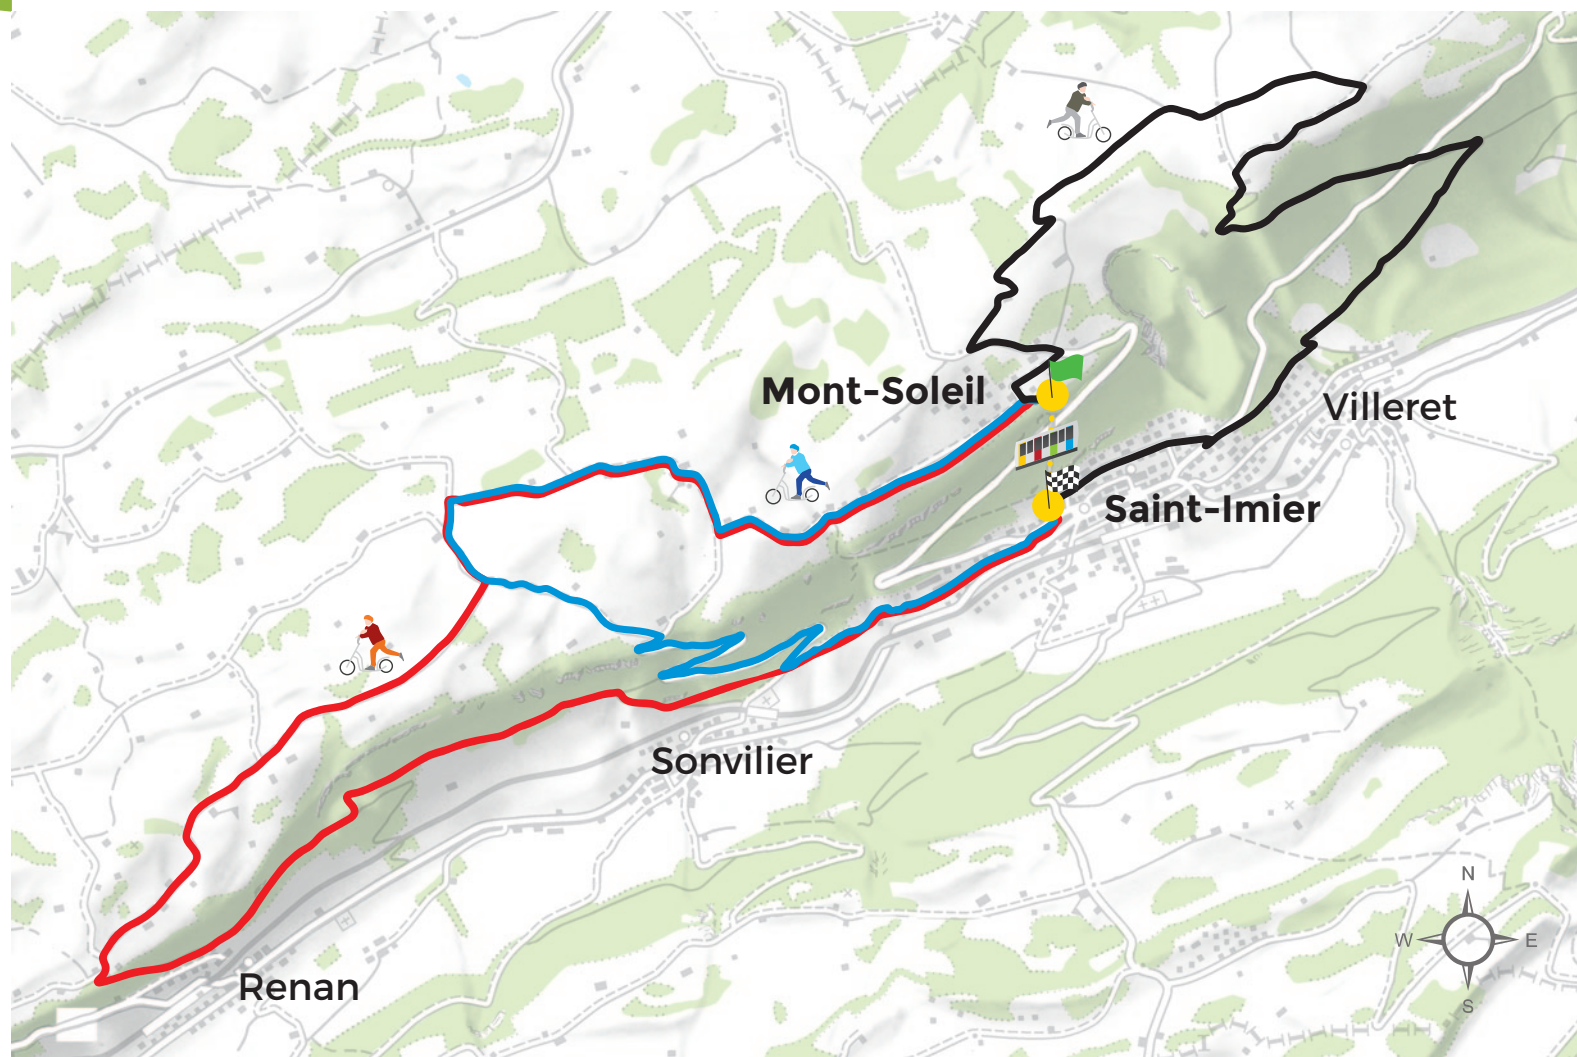 Mont-Soleil
Villeret
Saint-Imier
Sonvilier
Renan
N
W E
S